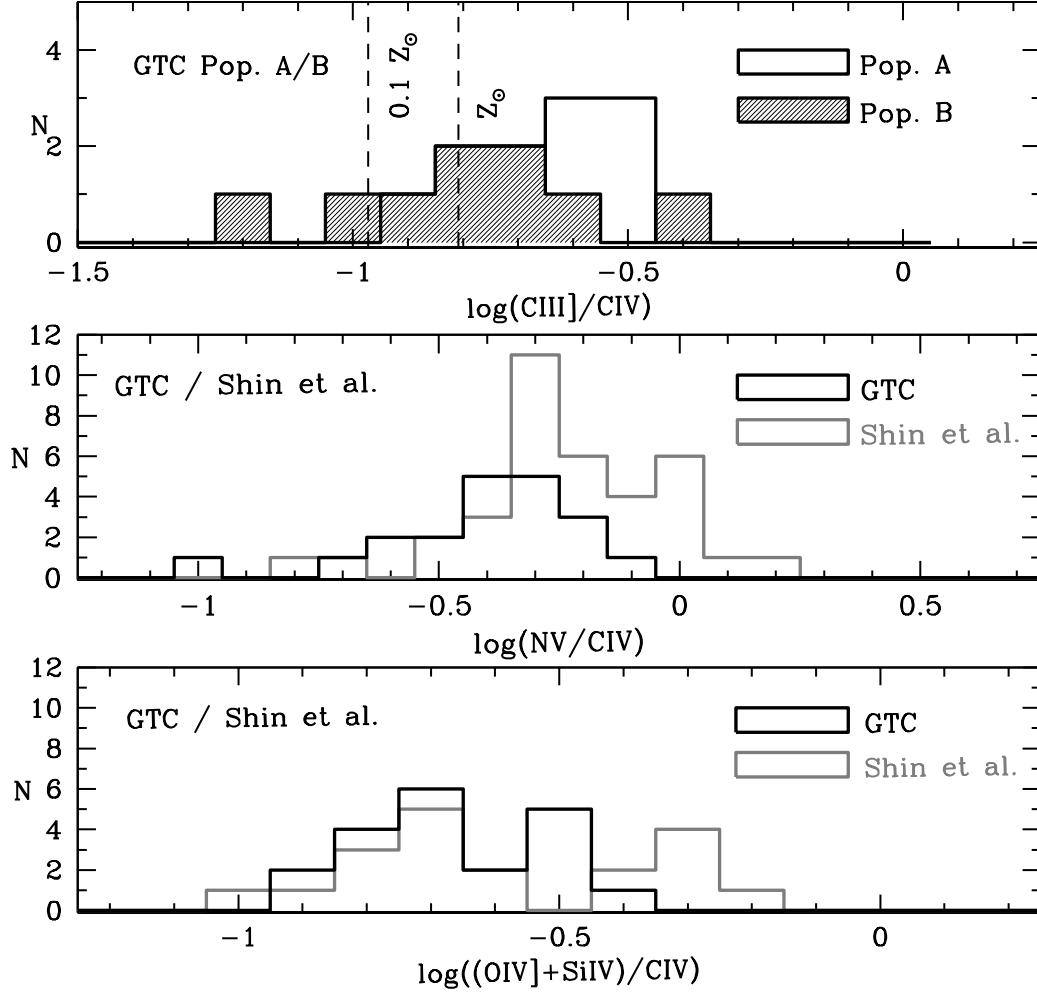 4
GTC Pop. A/B
0.1 Z⊙
Z⊙
Pop. A
Pop. B
N
2
0
−1.5
−1
−0.5
0
log(CIII]/CIV)
12
10
8
6
4
2
0
GTC / Shin et al.
GTC
Shin et al.
N
−1
−0.5
0
0.5
log(NV/CIV)
12
10
8
6
4
2
0
GTC / Shin et al.
GTC
Shin et al.
N
−1
−0.5
0
log((OIV]+SiIV)/CIV)